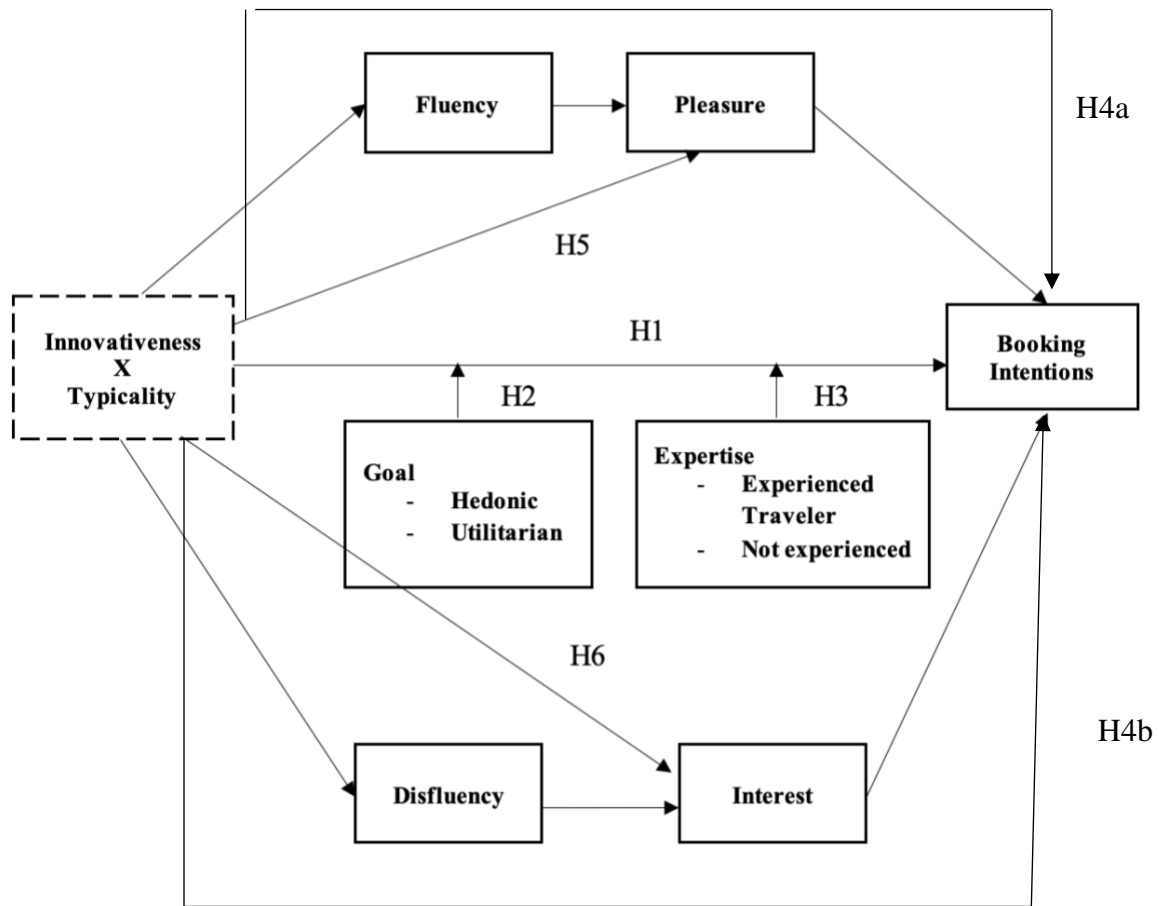 Fluency
Pleasure
H4a
H5
Innovativeness
X
Typicality
H1
Booking
Intentions
H2
H3
Goal
- Hedonic
- Utilitarian
Expertise
- Experienced
Traveler
- Not experienced
H6
H4b
Disfluency
Interest